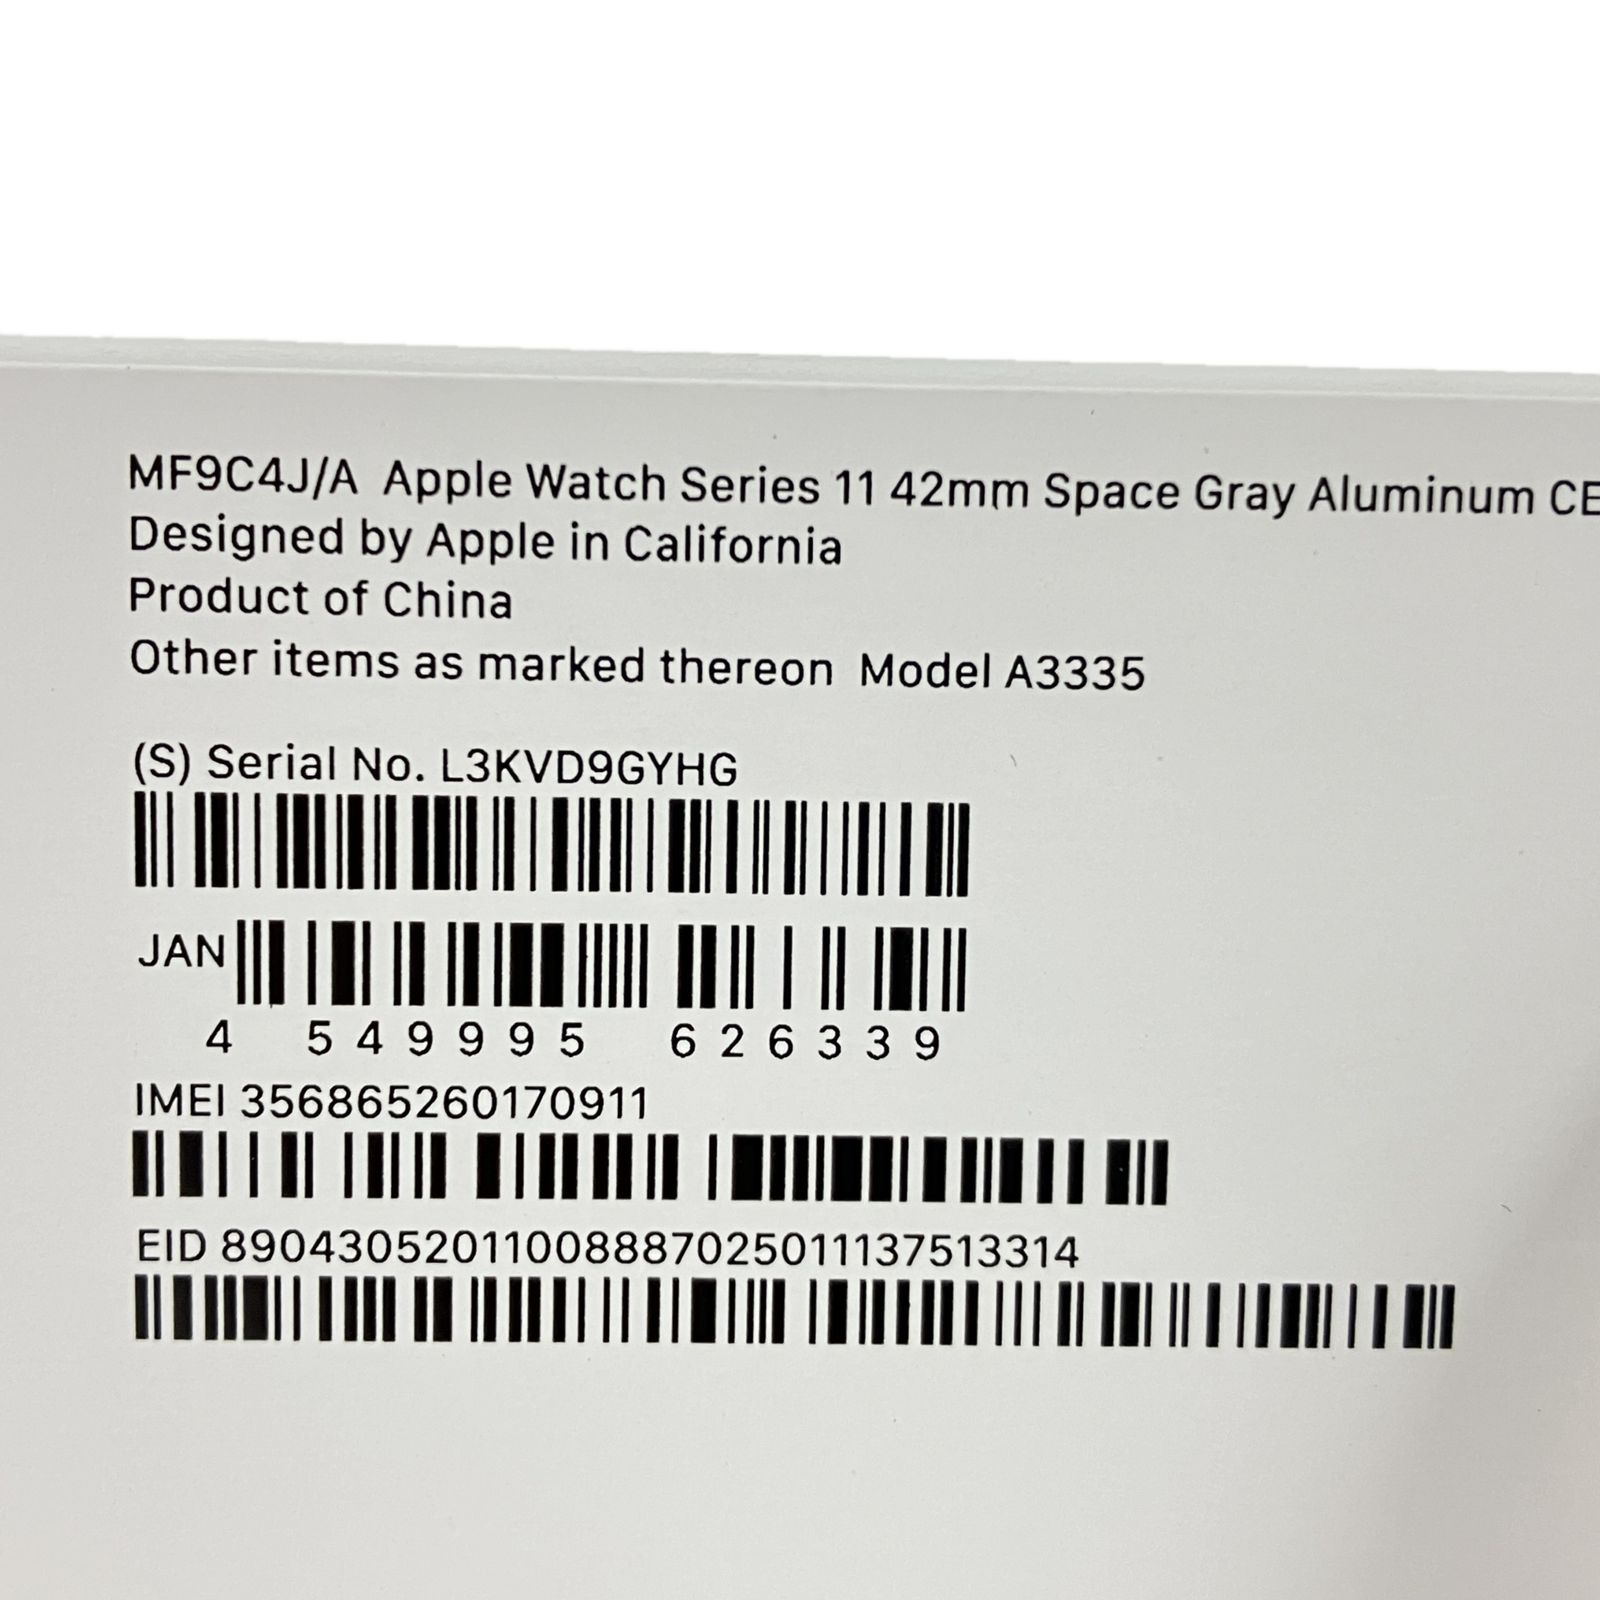 MF9C4J/A  Apple Watch Series 11 42mm Space Gray Aluminum CE
Designed by Apple in California
Product of China
Other items as marked thereon  Model A3335
(S) Serial No. L3KVD9GYHG
JAN
4 549995 626339
IMEI 356865260170911
EID 89043052011008887025011137513314